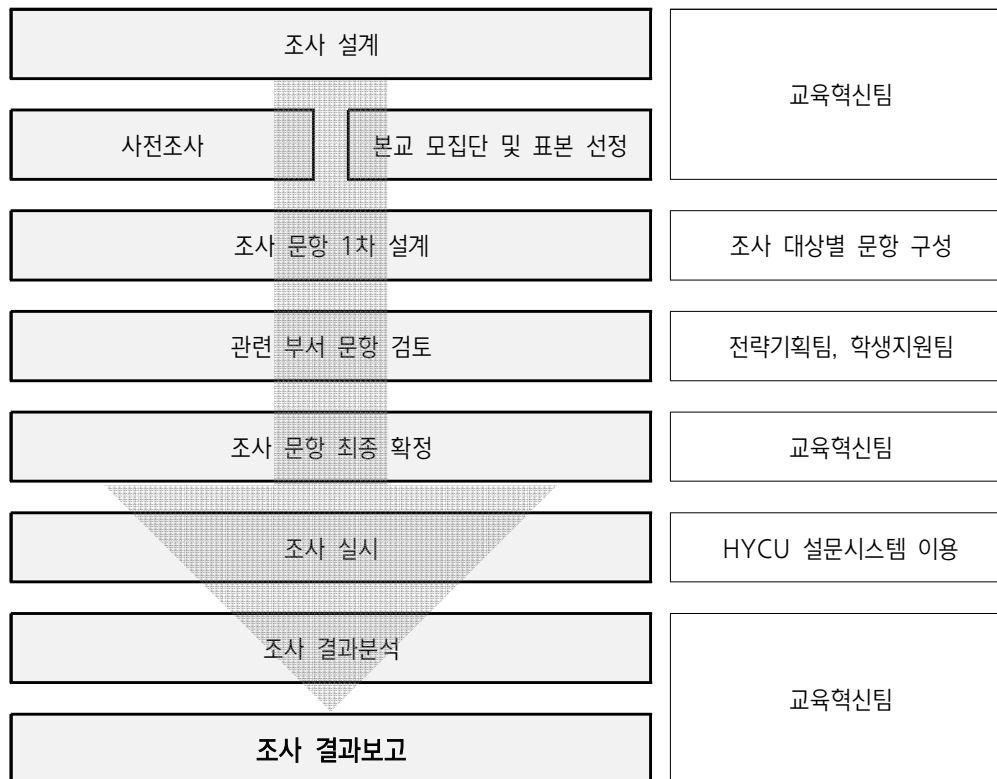 조사 설계
교육혁신팀
사전조사
본교 모집단 및 표본 선정
조사 문항 1차 설계
조사 대상별 문항 구성
관련 부서 문항 검토
전략기획팀, 학생지원팀
조사 문항 최종 확정
교육혁신팀
조사 실시
HYCU 설문시스템 이용
조사 결과분석
교육혁신팀
조사 결과보고